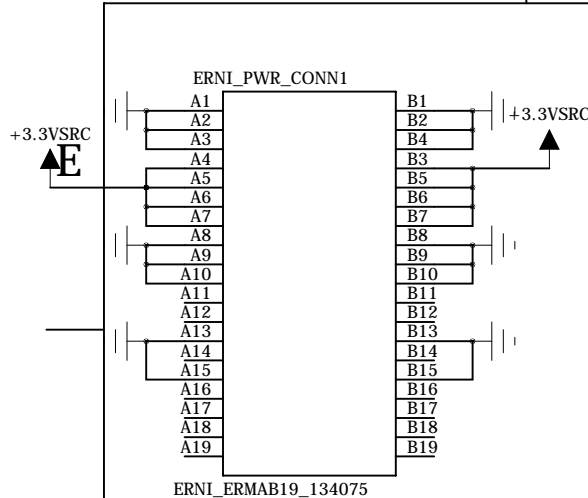 ERNI_PWR_CONN1
A1 B1
A2 B2
+3.3VSRC A3 B4 +3.3VSRC
E A4 B3
A5 B5
A6 B6
A7 B7
A8 B8
A9 B9
A10 B10
A11 B11
A12 B12
A13 B13
A14 B14
A15 B15
A16 B16
A17 B17
A18 B18
A19 B19
ERNI_ERMAB19_134075